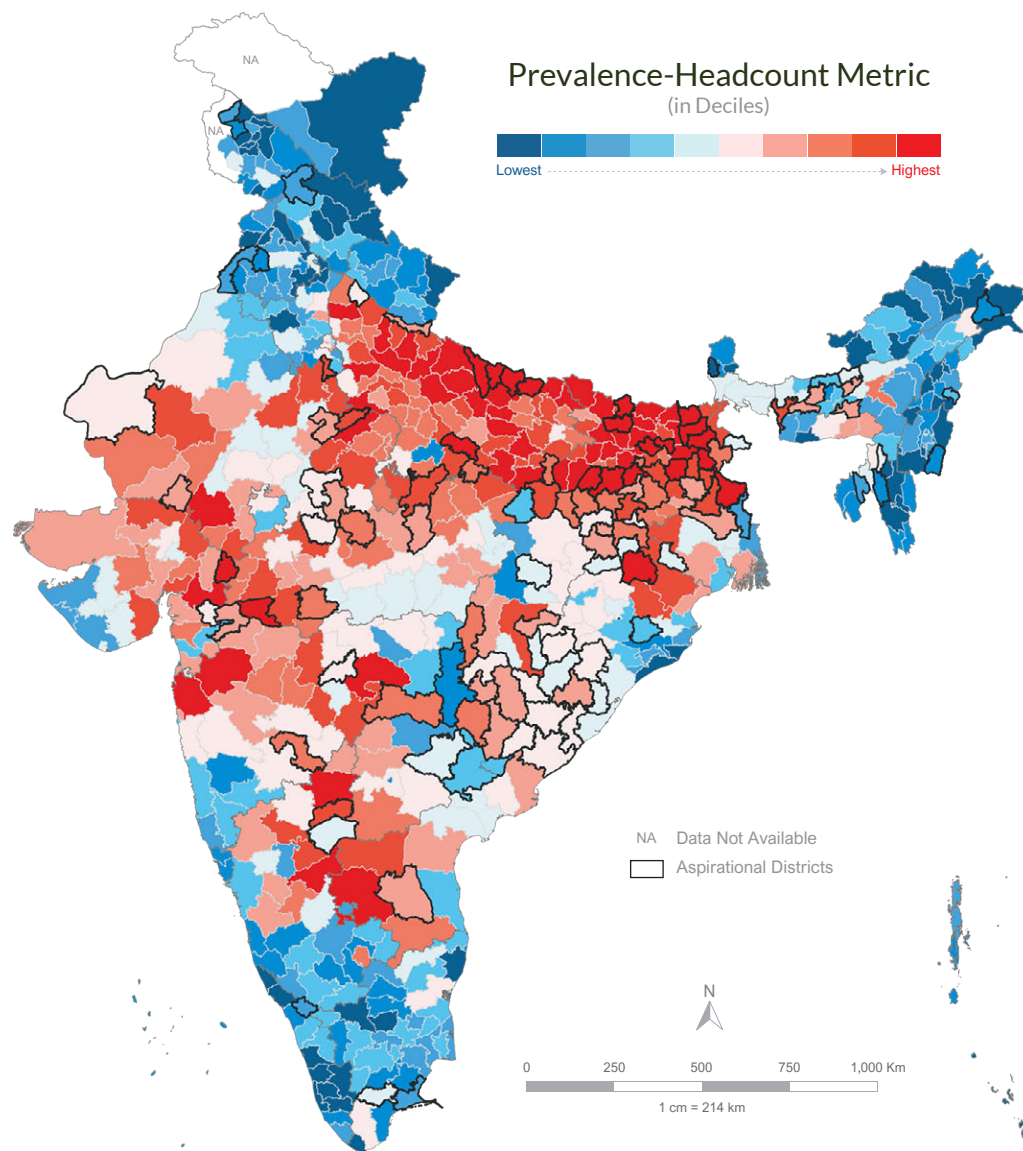 NA
NA
Prevalence-Headcount Metric
(in Deciles)
Lowest Highest
NA Data Not Available
Aspirational Districts
N
0 250 500 750 1,000 Km
1 cm = 214 km